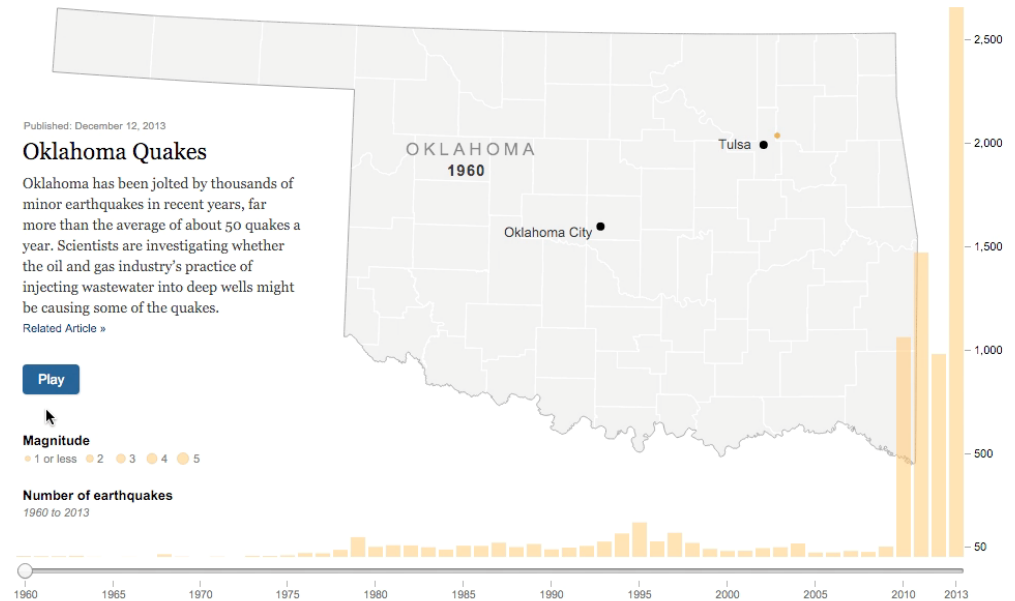 Published: December 12, 2013
Oklahoma Quakes
Oklahoma has been jolted by thousands of
minor earthquakes in recent years, far
more than the average of about 50 quakes a
year. Scientists are investigating whether
the oil and gas industry's practice of
injecting wastewater into deep wells might
be causing some of the quakes.
Related Article »
Play
Magnitude
1 or less 2 3 4 5
Number of earthquakes
1960 to 2013
OKLAHOMA
1960
Tulsa
Oklahoma City
2,500
2,000
1,500
1,000
500
50
1960 1965 1970 1975 1980 1985 1990 1995 2000 2005 2010 2013